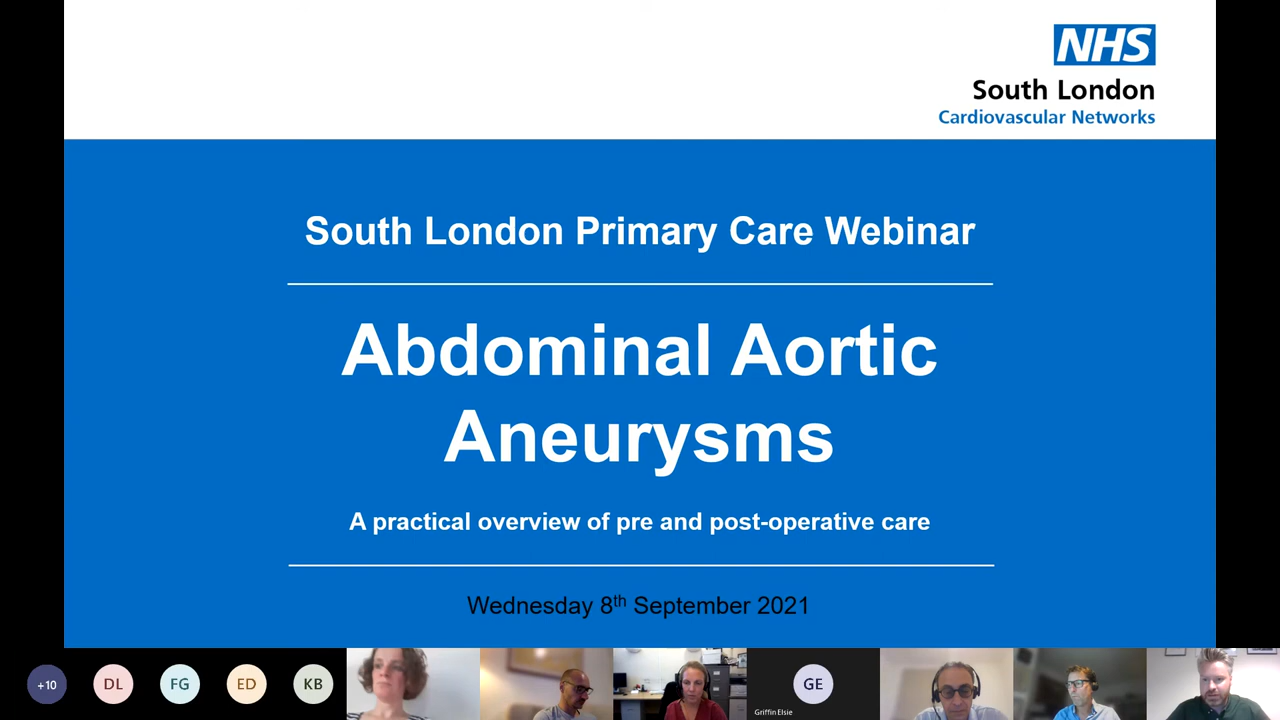 NHS
South London
Cardiovascular Networks
South London Primary Care Webinar
Abdominal Aortic
Aneurysms
A practical overview of pre and post-operative care
Wednesday 8th September 2021
+10
DL
FG
ED
KB
GE
Griffin Elsie